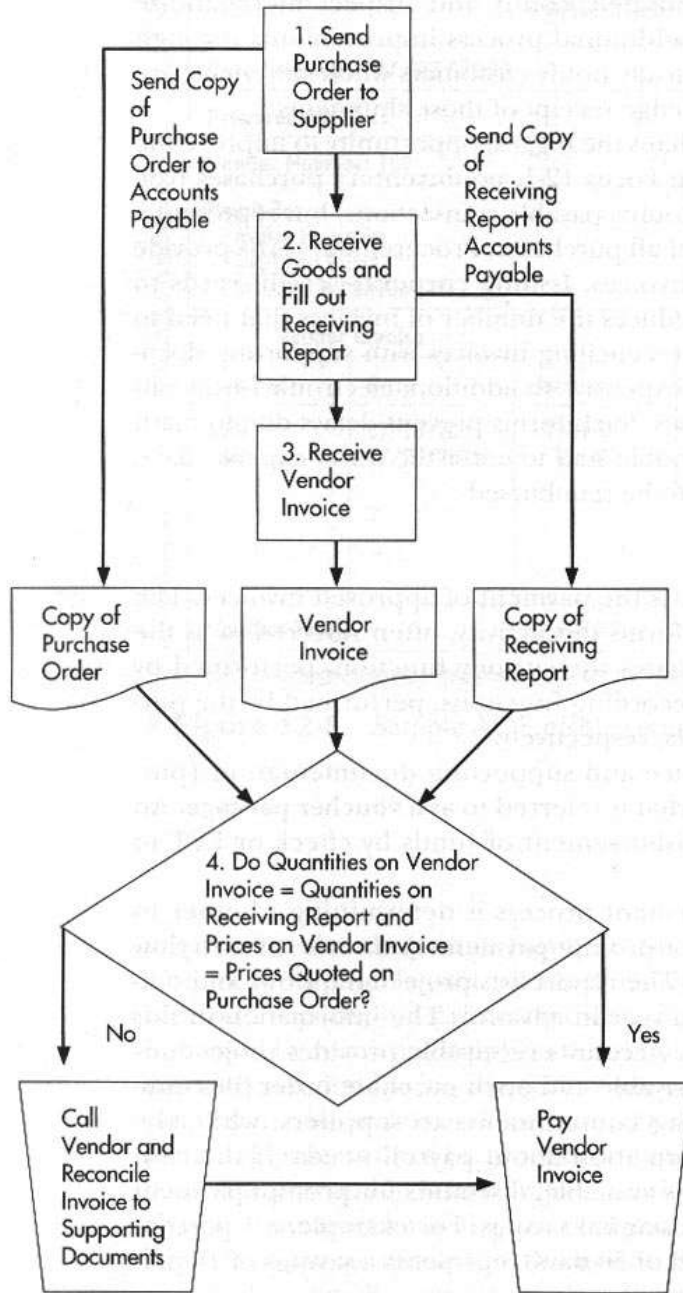 1. Send
Purchase
Order to
Supplier
Send Copy
of
Purchase
Order to
Accounts
Payable
Send Copy
of
Receiving
Report to
Accounts
Payable
2. Receive
Goods and
Fill out
Receiving
Report
3. Receive
Vendor
Invoice
Copy of
Purchase
Order
Vendor
Invoice
Copy of
Receiving
Report
4. Do Quantities on Vendor
Invoice = Quantities on
Receiving Report and
Prices on Vendor Invoice
= Prices Quoted on
Purchase Order?
No
Yes
Call
Vendor and
Reconcile
Invoice to
Supporting
Documents
Pay
Vendor
Invoice